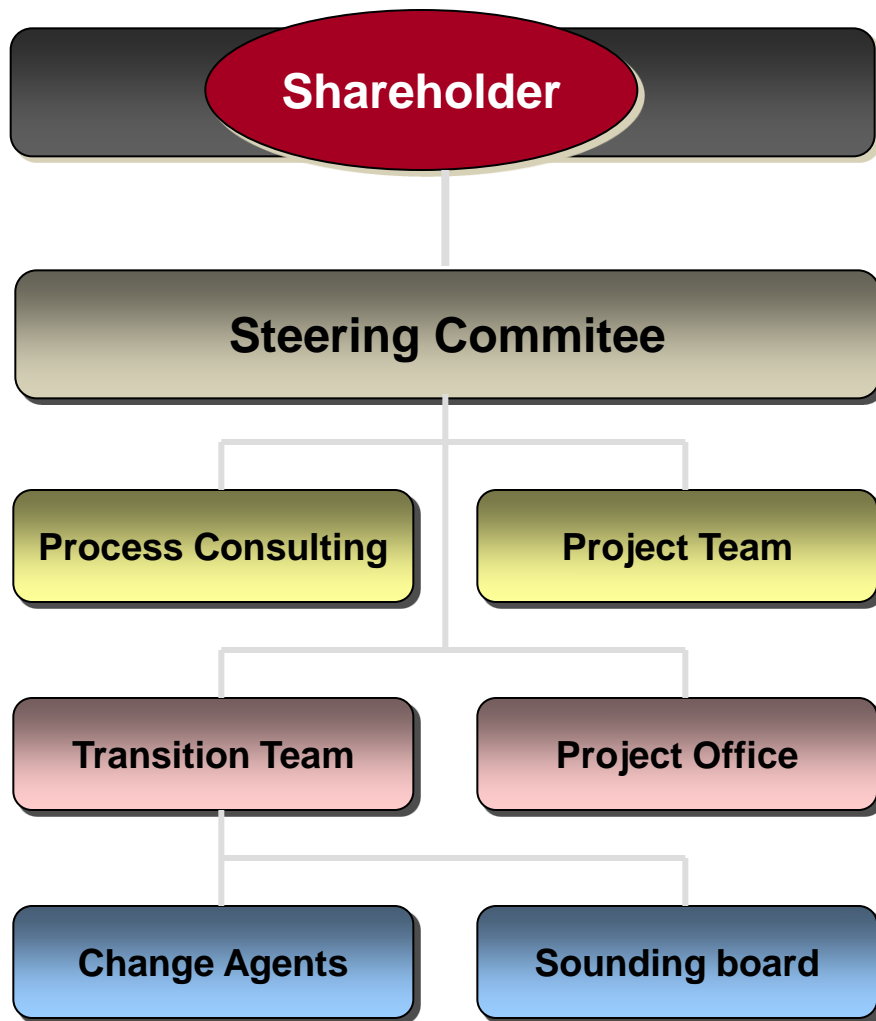 Shareholder
Steering Commitee
Process Consulting
Project Team
Transition Team
Project Office
Change Agents
Sounding board